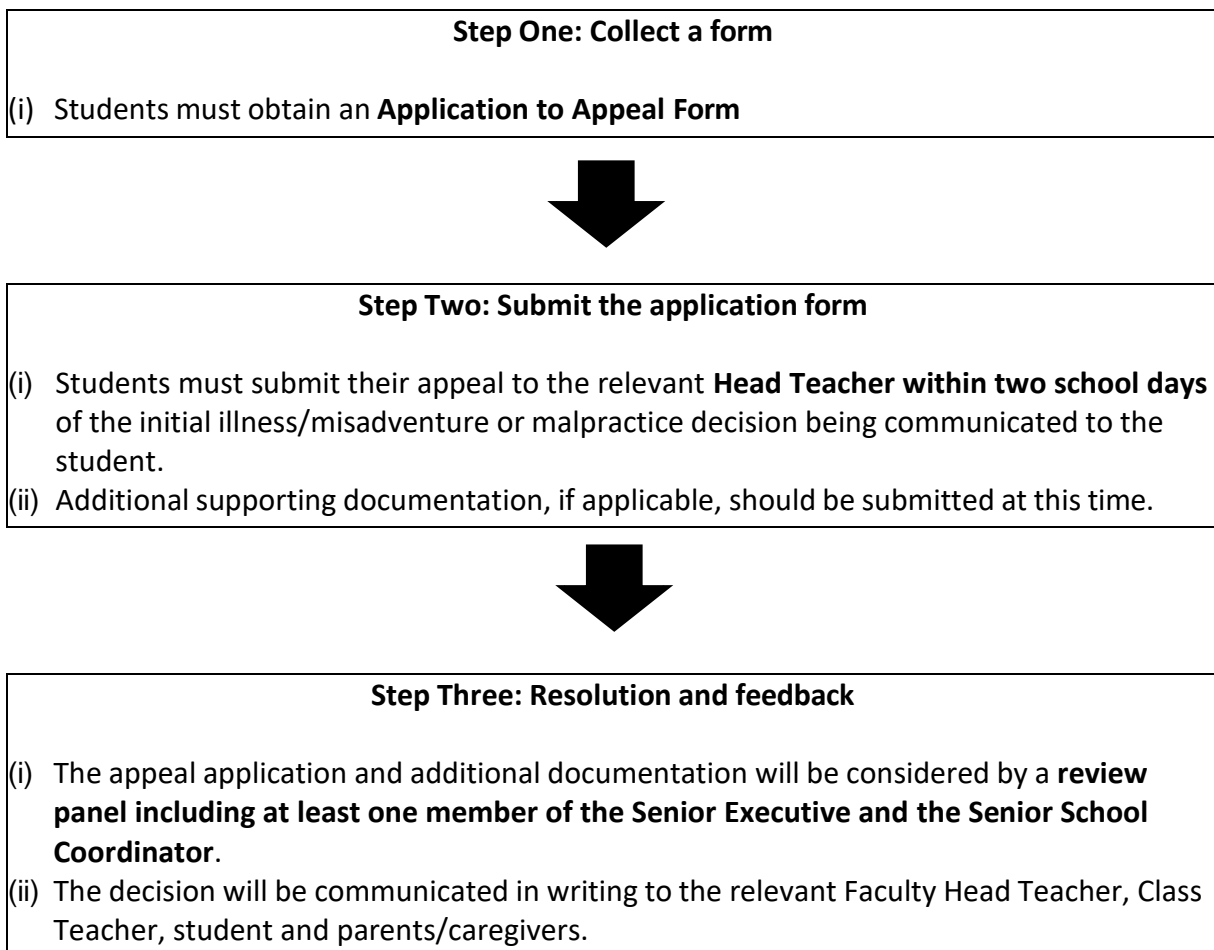 Step One: Collect a form
(i) Students must obtain an Application to Appeal Form
Step Two: Submit the application form
(i) Students must submit their appeal to the relevant Head Teacher within two school days
of the initial illness/misadventure or malpractice decision being communicated to the
student.
(ii) Additional supporting documentation, if applicable, should be submitted at this time.
Step Three: Resolution and feedback
(i) The appeal application and additional documentation will be considered by a review
panel including at least one member of the Senior Executive and the Senior School
Coordinator.
(ii) The decision will be communicated in writing to the relevant Faculty Head Teacher, Class
Teacher, student and parents/caregivers.